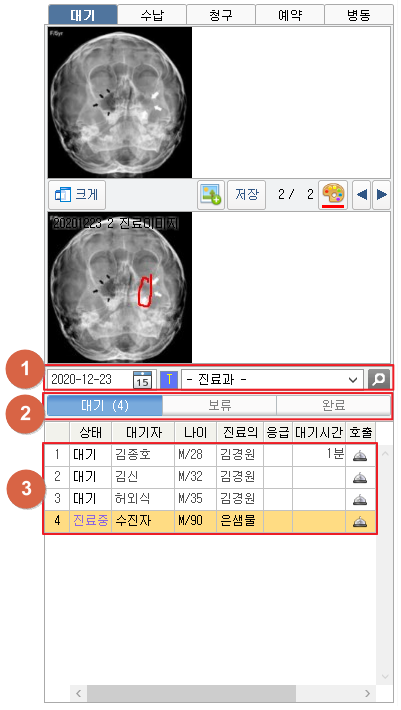 대기 수납 청구 예약 병동
F/6yr
크게 저장 2 / 2
20201223 2 진료이미지
1
2020-12-23 15 T - 진료과 -
2
대기 (4) 보류 완료
상태 대기자 나이 진료의 응급 대기시간 호출
1 대기 김종호 M/28 김경원 1분
2 대기 김신 M/32 김경원
3
3 대기 허외식 M/35 김경원
4 진료중 수진자 M/90 은샘물